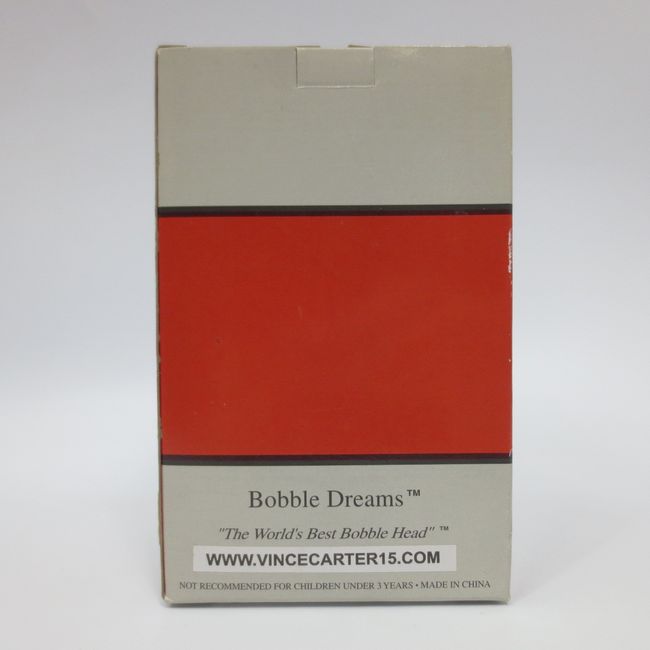 Bobble Dreams™
"The World's Best Bobble Head" ™
WWW.VINCECARTER15.COM
NOT RECOMMENDED FOR CHILDREN UNDER 3 YEARS • MADE IN CHINA